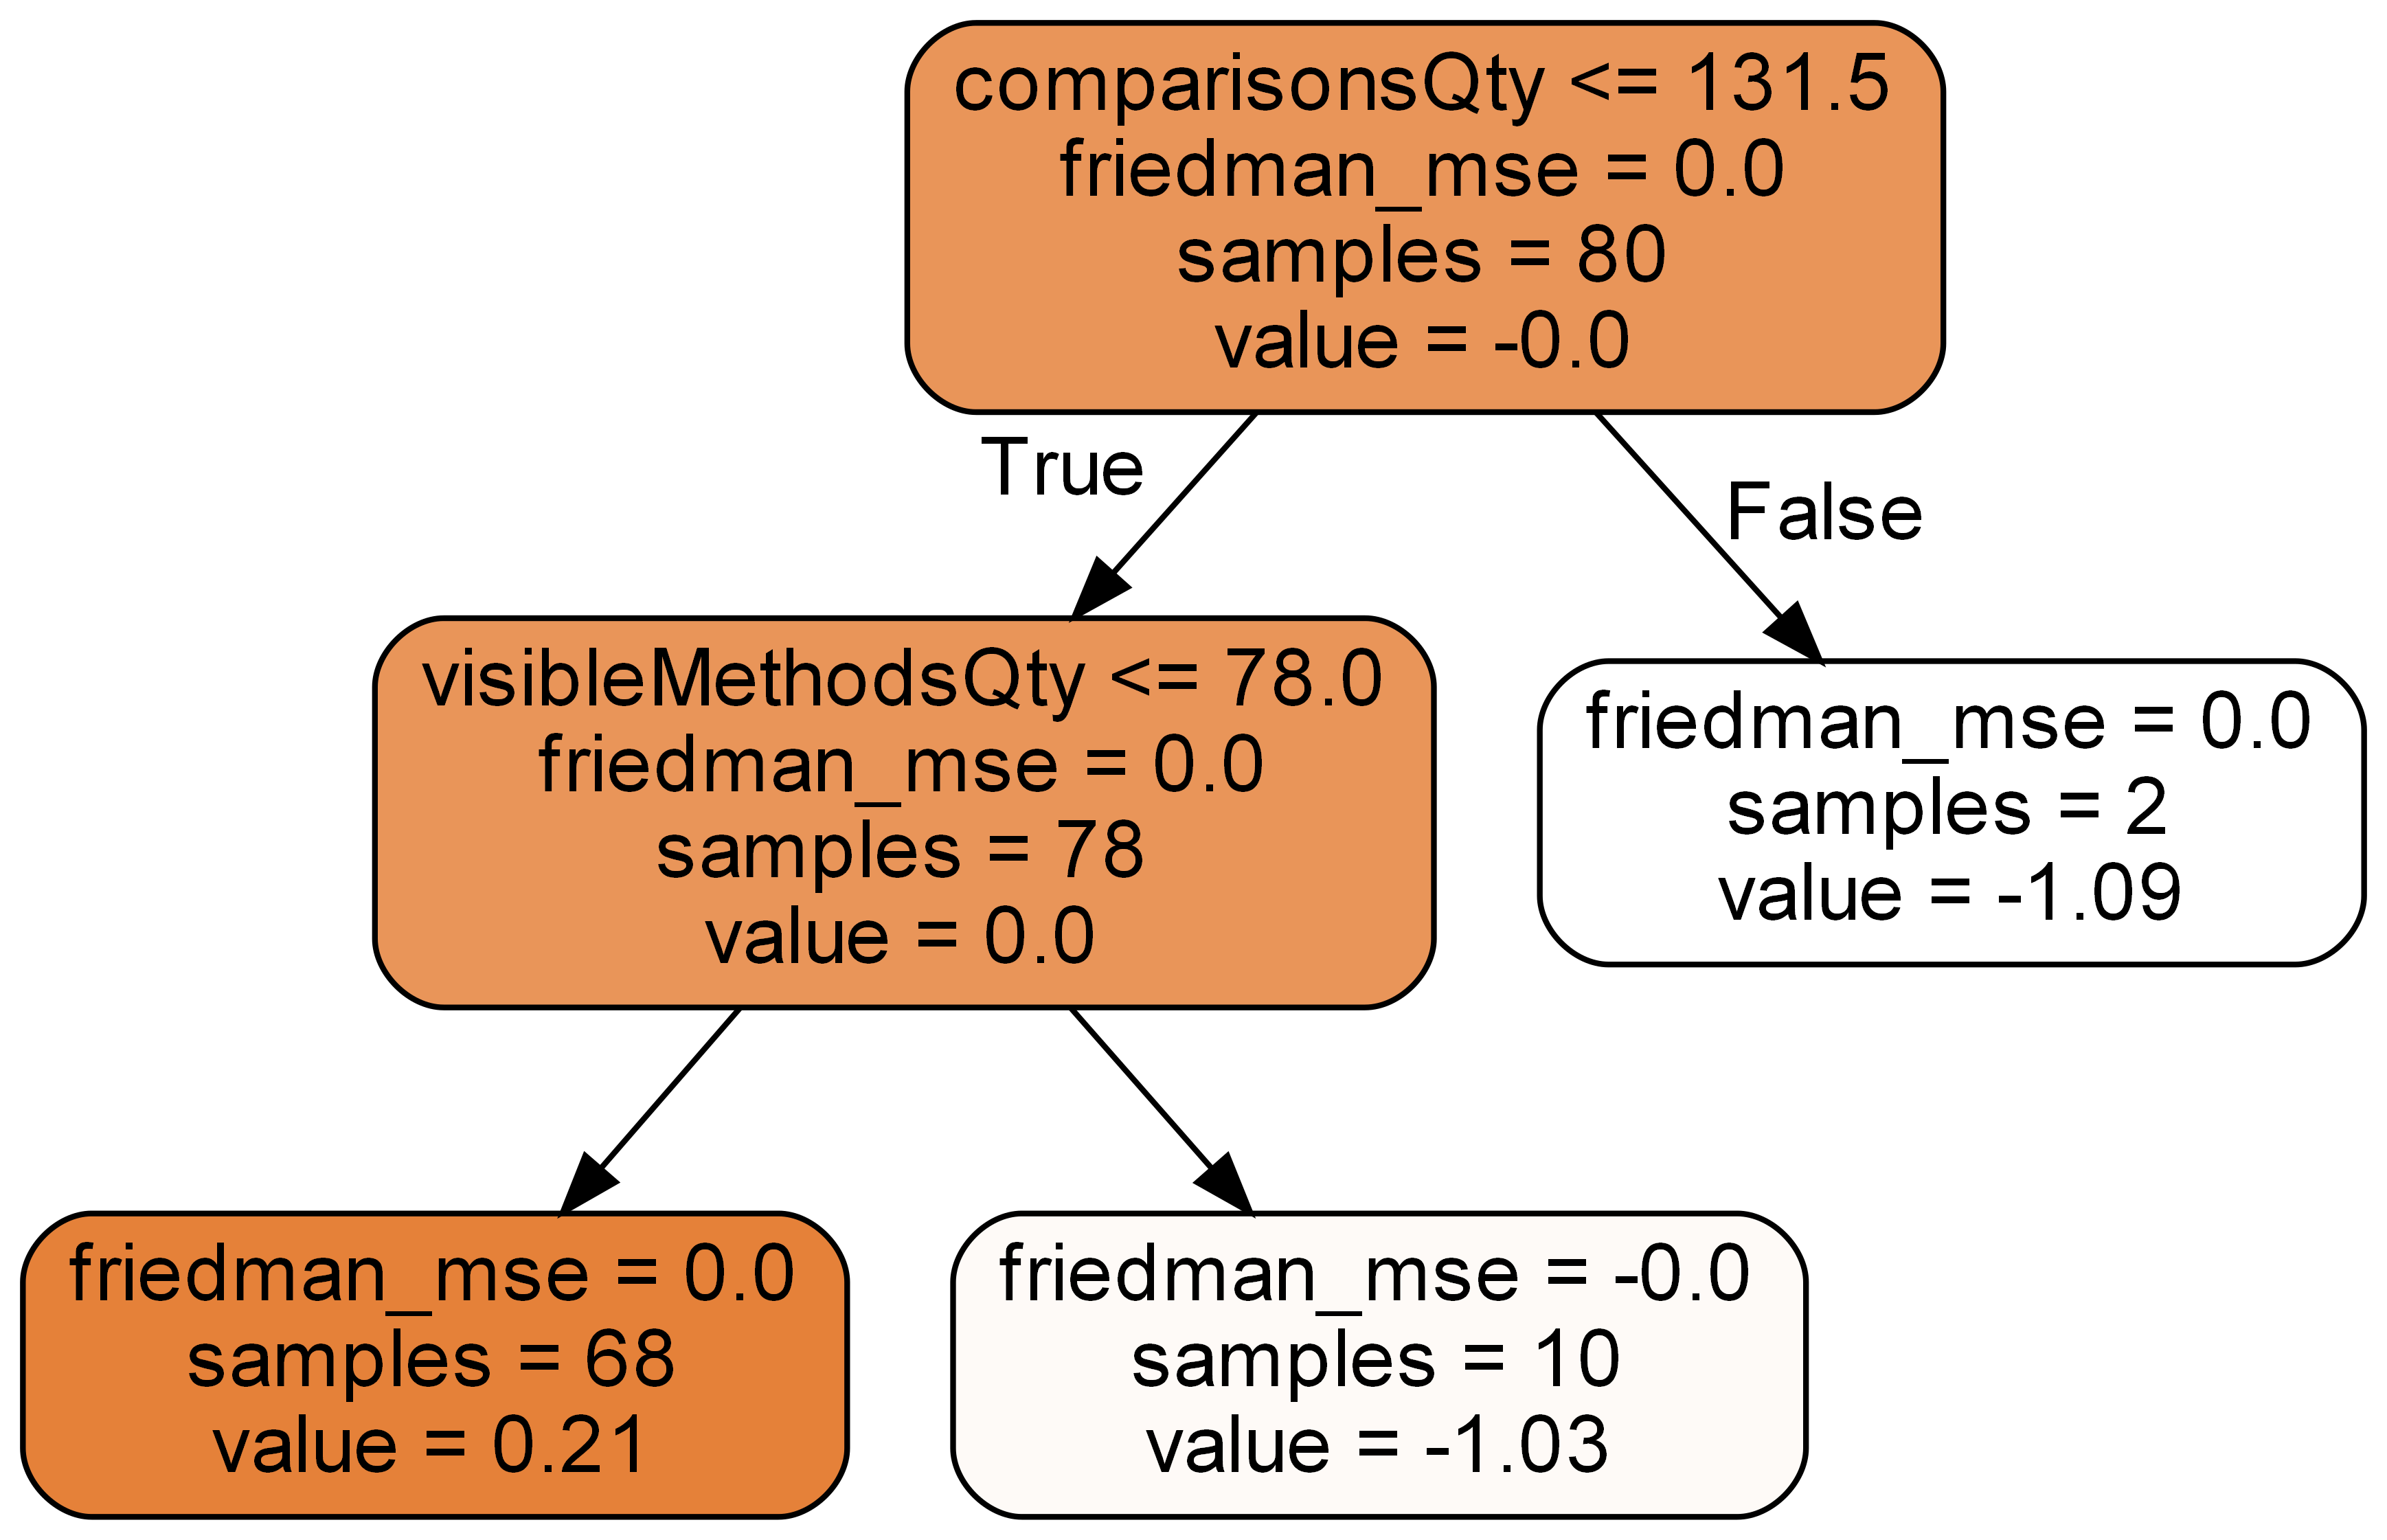 comparisonsQty <= 131.5
friedman_mse = 0.0
samples = 80
value = -0.0
True
False
visibleMethodsQty <= 78.0
friedman_mse = 0.0
samples = 78
value = 0.0
friedman_mse = 0.0
samples = 2
value = -1.09
friedman_mse = 0.0
samples = 68
value = 0.21
friedman_mse = -0.0
samples = 10
value = -1.03